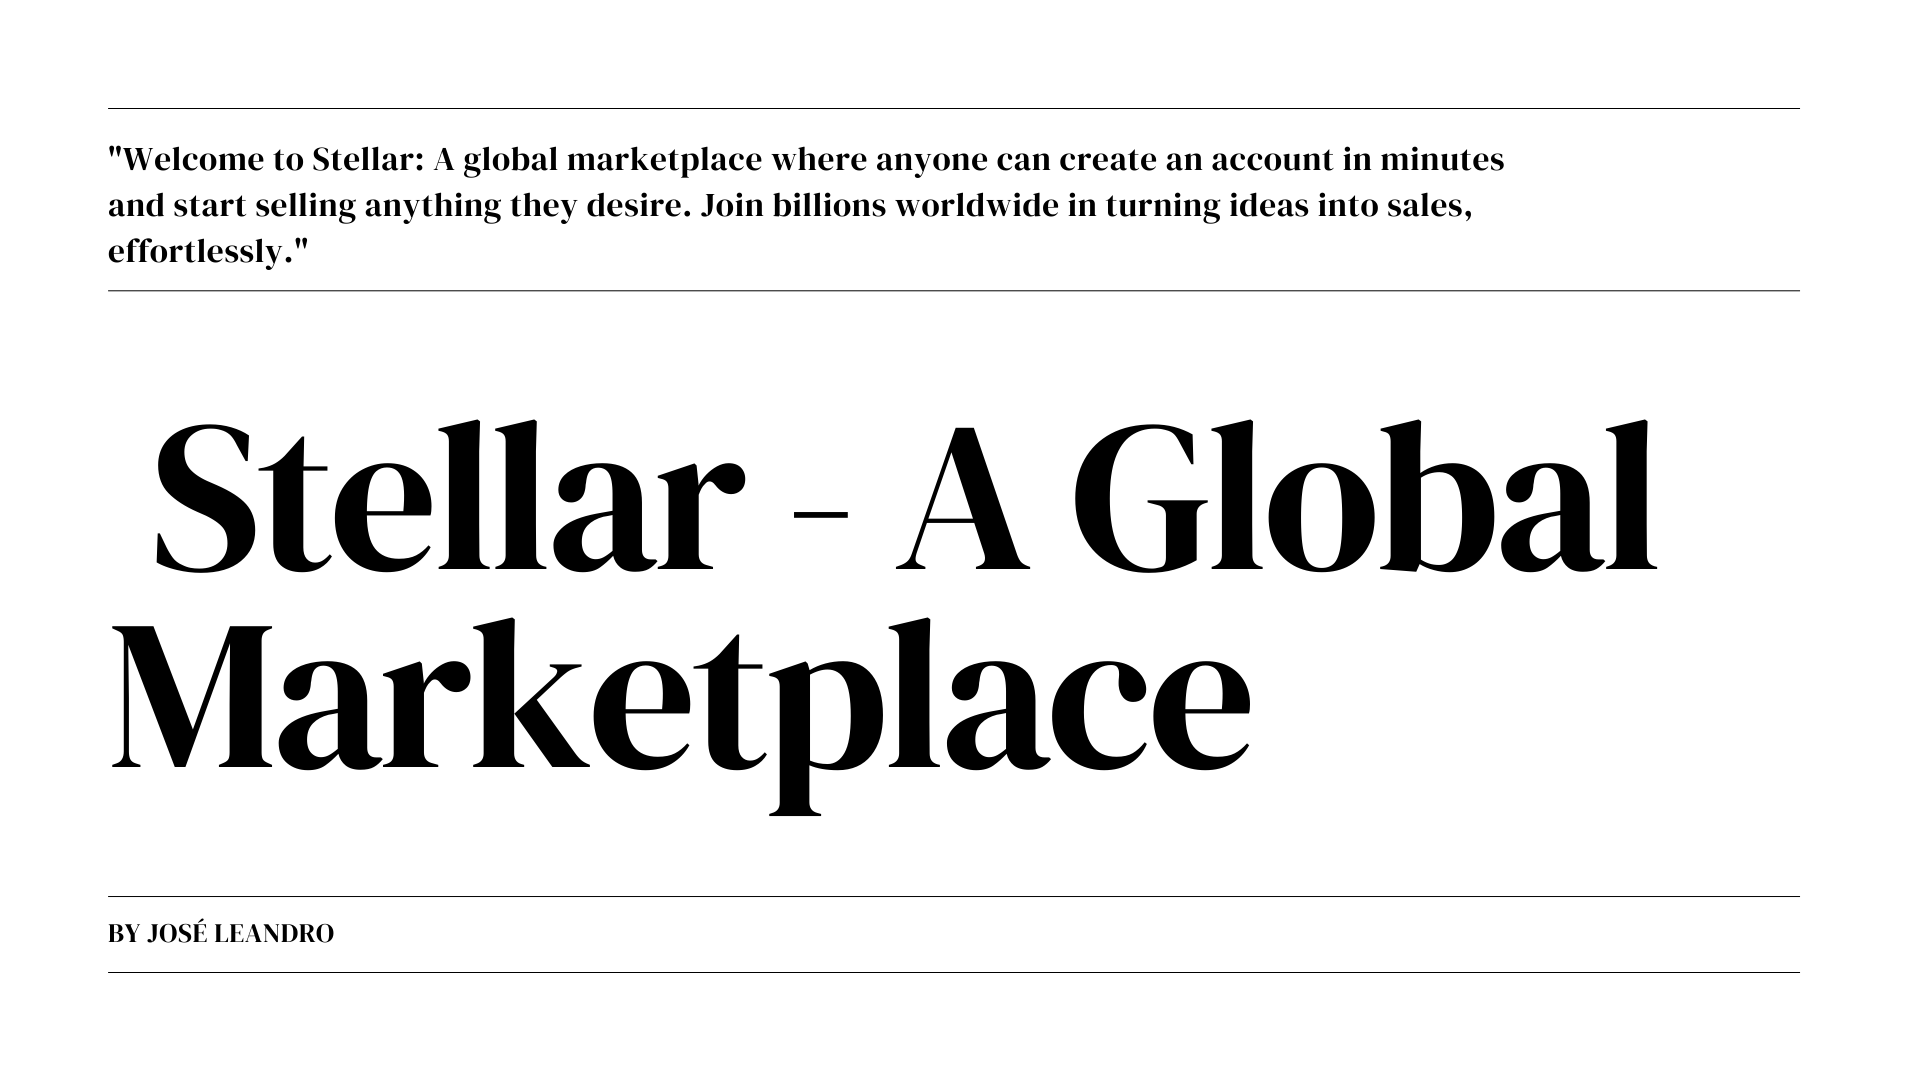 "Welcome to Stellar: A global marketplace where anyone can create an account in minutes
and start selling anything they desire. Join billions worldwide in turning ideas into sales,
effortlessly."
Stellar - A Global
Marketplace
BY JOSÉ LEANDRO